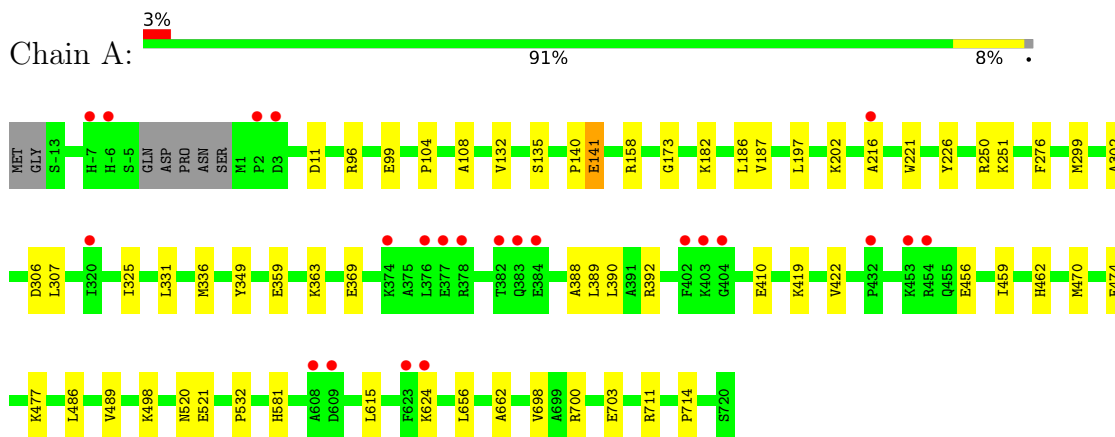 3%
Chain A:
91%
8%
•
MET GLY S-13 H-7 H-6 S-5 GLN ASP PRO ASN SER M1 P2 D3 D11 R96 E99 P104 A108 V132 S135 P140 E141 R158 G173 K182 L186 V187 L197 K202 A216 W221 Y226 R250 K251 F276 M299
D306 L307 I320 I325 L331 M336 Y349 E359 K363 E369 K374 A375 L376 E377 R378 T382 Q383 E384 A388 L389 L390 A391 R392 F402 K403 G404 E410 K419 V422 P432 K453 R454 Q455 E456 I459 H462 M470
K477 L486 V489 K498 N520 E521 P532 H581 A608 D609 L615 F623 K624 L656 A662 V698 A699 R700 E703 R711 P714 S720